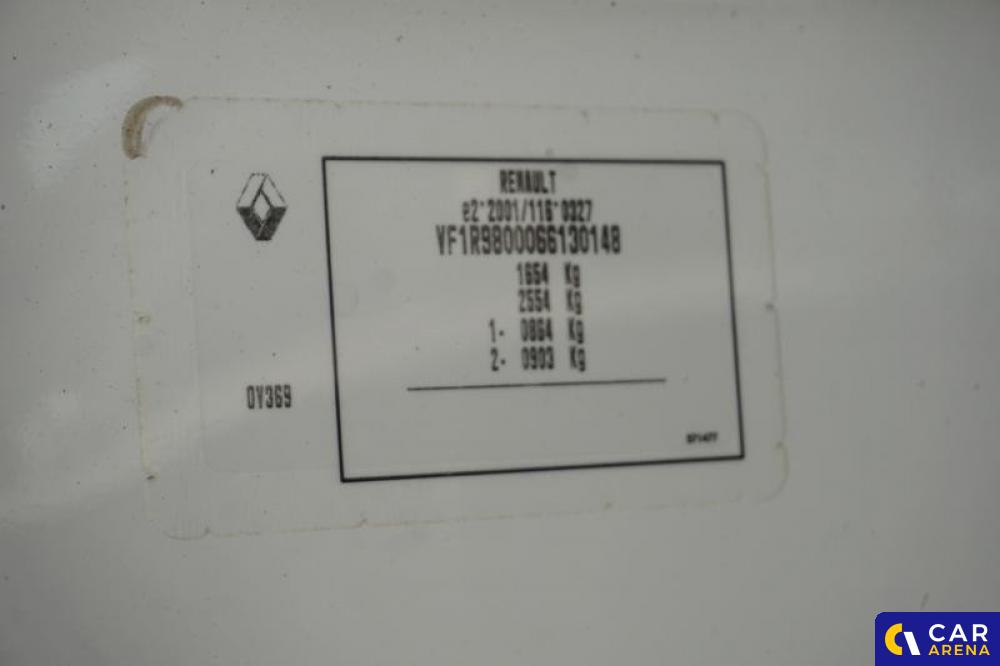 RENAULT
e2*2001/116*0327
VF1R9800066130148
1654 Kg
2554 Kg
1- 0864 Kg
2- 0903 Kg
0V369
571477
CAR
ARENA